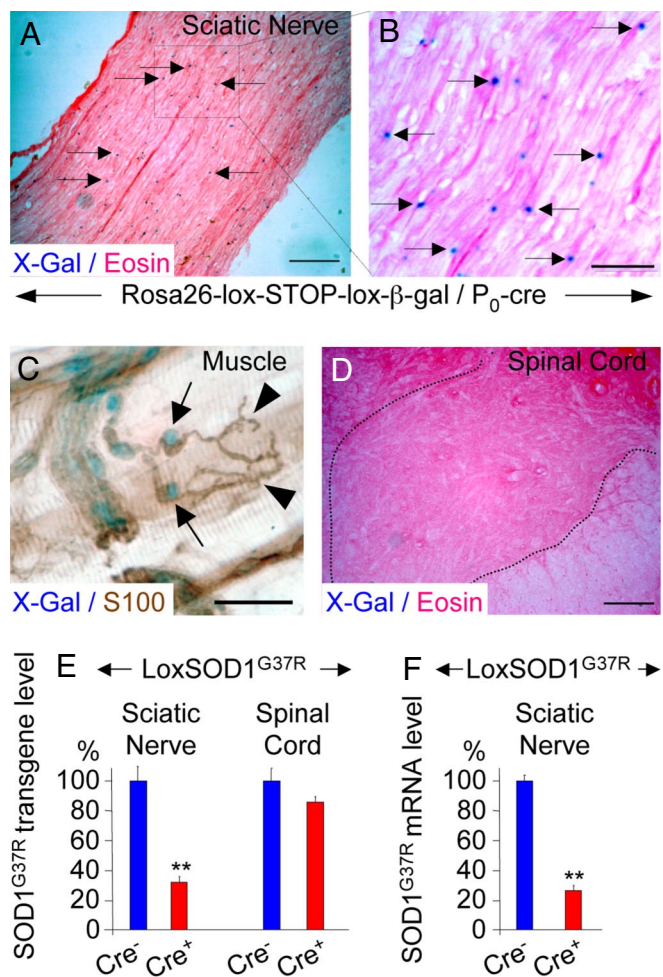 A Sciatic Nerve
B
X-Gal / Eosin
Rosa26-lox-STOP-lox-β-gal / P₀-cre
C Muscle
D Spinal Cord
X-Gal / S100
X-Gal / Eosin
E LoxSOD1ᴳ³⁷ᴿ
Sciatic Nerve
Spinal Cord
SOD1ᴳ³⁷ᴿ transgene level
%
100
80
60
40
20
0
**
Cre⁻
Cre⁺
Cre⁻
Cre⁺
F LoxSOD1ᴳ³⁷ᴿ
Sciatic
Nerve
SOD1ᴳ³⁷ᴿ mRNA level
%
100
80
60
40
20
0
**
Cre⁻
Cre⁺